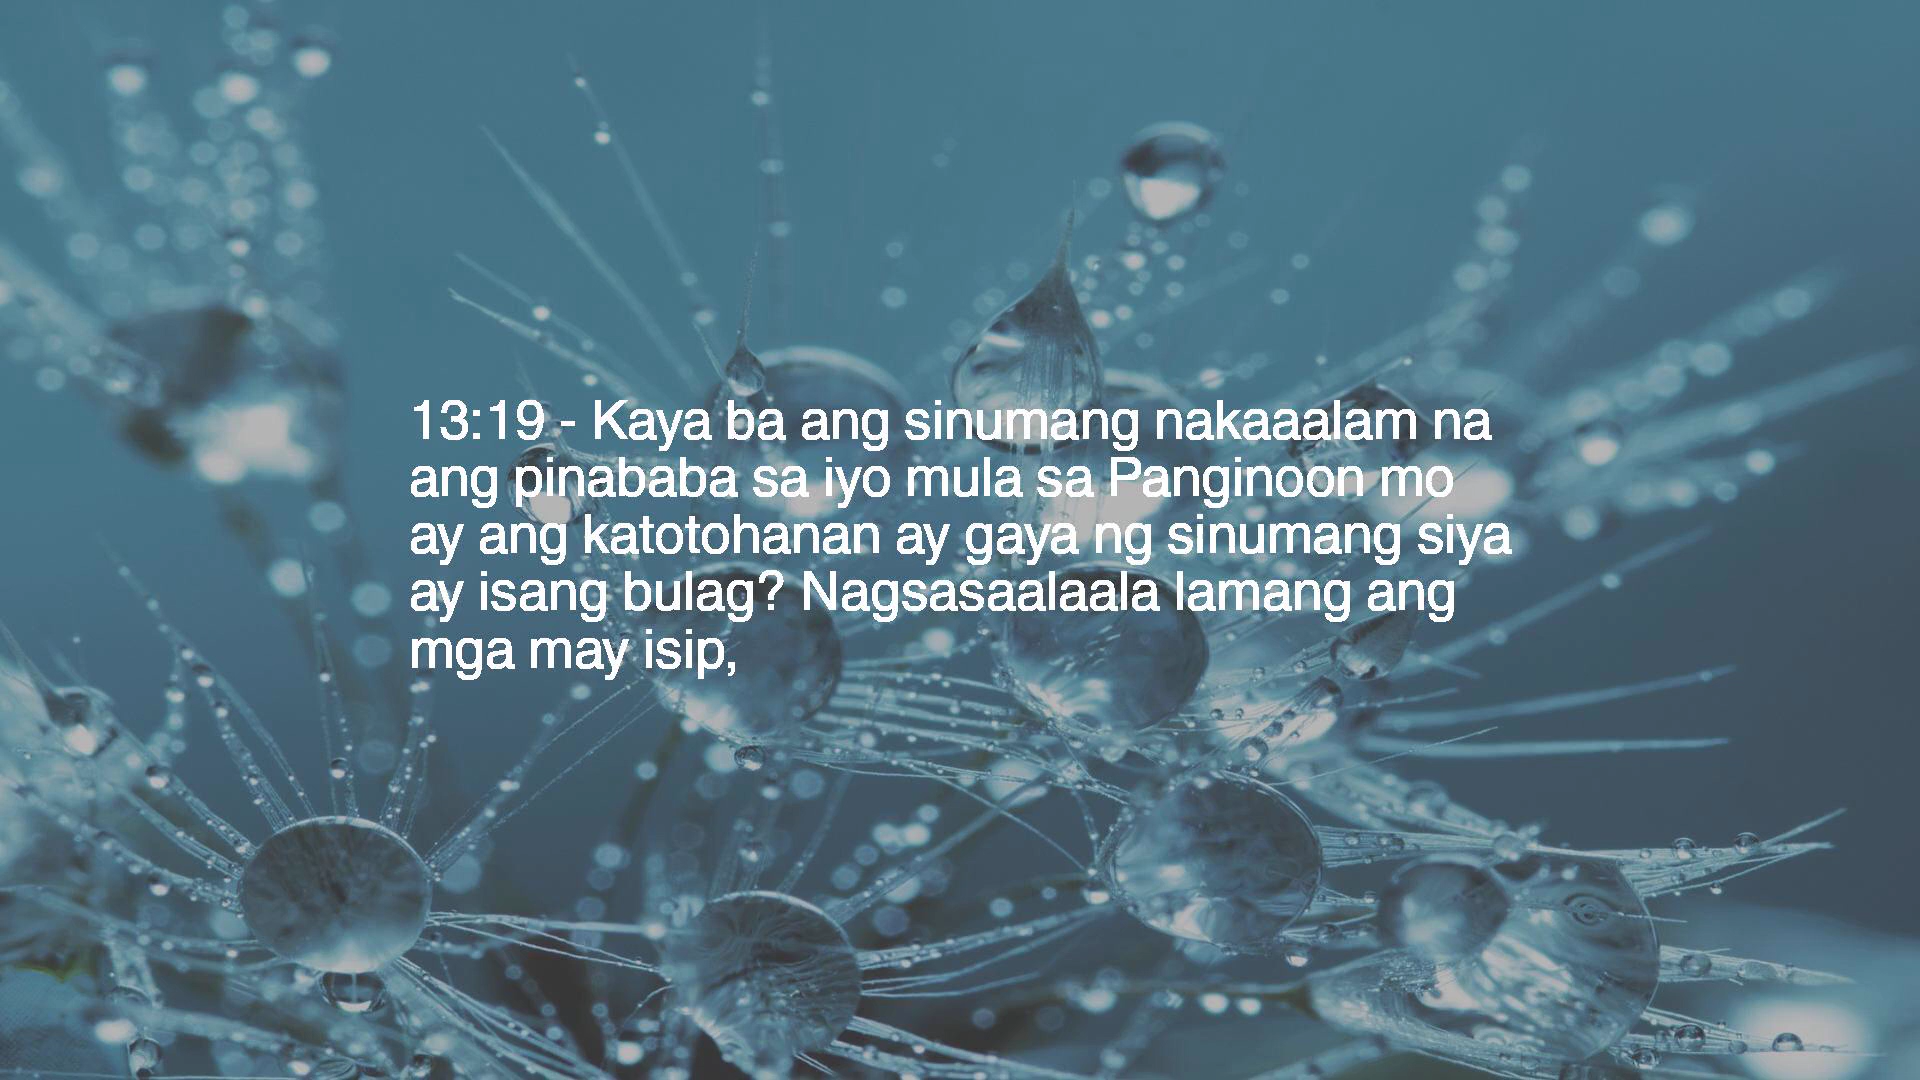 13:19 - Kaya ba ang sinumang nakaaalam na
ang pinababa sa iyo mula sa Panginoon mo
ay ang katotohanan ay gaya ng sinumang siya
ay isang bulag? Nagsasaalaala lamang ang
mga may isip,